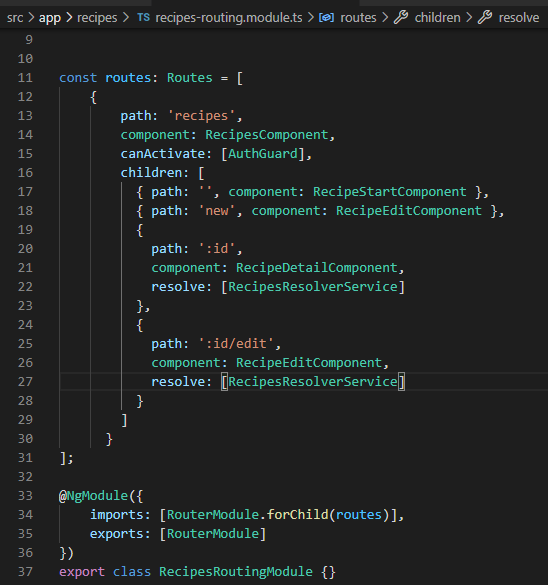 src > app > recipes > TS recipes-routing.module.ts > routes > children > resolve
9
10
11 const routes: Routes = [
12     {
13         path: 'recipes',
14         component: RecipesComponent,
15         canActivate: [AuthGuard],
16         children: [
17           { path: '', component: RecipeStartComponent },
18           { path: 'new', component: RecipeEditComponent },
19           {
20             path: ':id',
21             component: RecipeDetailComponent,
22             resolve: [RecipesResolverService]
23           },
24           {
25             path: ':id/edit',
26             component: RecipeEditComponent,
27             resolve: [RecipesResolverService]
28           }
29         ]
30       }
31 ];
32
33 @NgModule({
34     imports: [RouterModule.forChild(routes)],
35     exports: [RouterModule]
36 })
37 export class RecipesRoutingModule {}